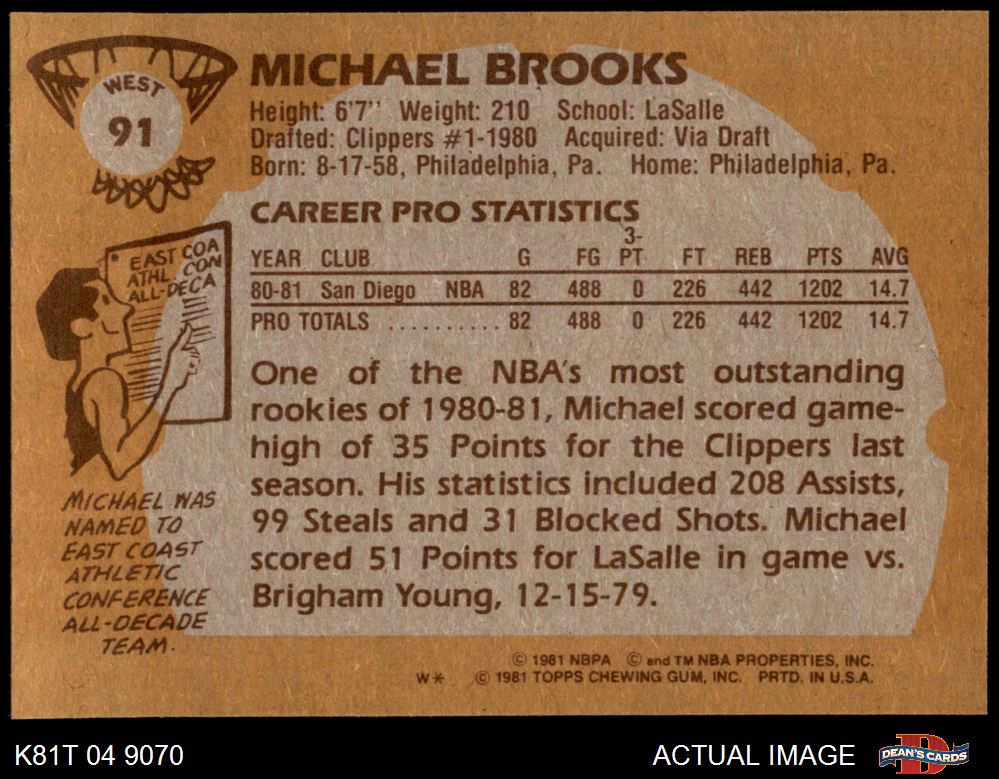 WEST
91
MICHAEL BROOKS
Height: 6'7'' Weight: 210 School: LaSalle
Drafted: Clippers #1-1980 Acquired: Via Draft
Born: 8-17-58, Philadelphia, Pa. Home: Philadelphia, Pa.
CAREER PRO STATISTICS
3-
YEAR CLUB G FG PT FT REB PTS AVG
80-81 San Diego NBA 82 488 0 226 442 1202 14.7
PRO TOTALS .......... 82 488 0 226 442 1202 14.7
EAST COA
ATHL CON
ALL-DECA
One of the NBA's most outstanding
rookies of 1980-81, Michael scored game-
high of 35 Points for the Clippers last
season. His statistics included 208 Assists,
99 Steals and 31 Blocked Shots. Michael
scored 51 Points for LaSalle in game vs.
Brigham Young, 12-15-79.
MICHAEL WAS
NAMED TO
EAST COAST
ATHLETIC
CONFERENCE
ALL-DECADE
TEAM.
© 1981 NBPA © and TM NBA PROPERTIES, INC.
W* © 1981 TOPPS CHEWING GUM, INC. PRTD. IN U.S.A.
K81T 04 9070
ACTUAL IMAGE
D
DEAN'S CARDS